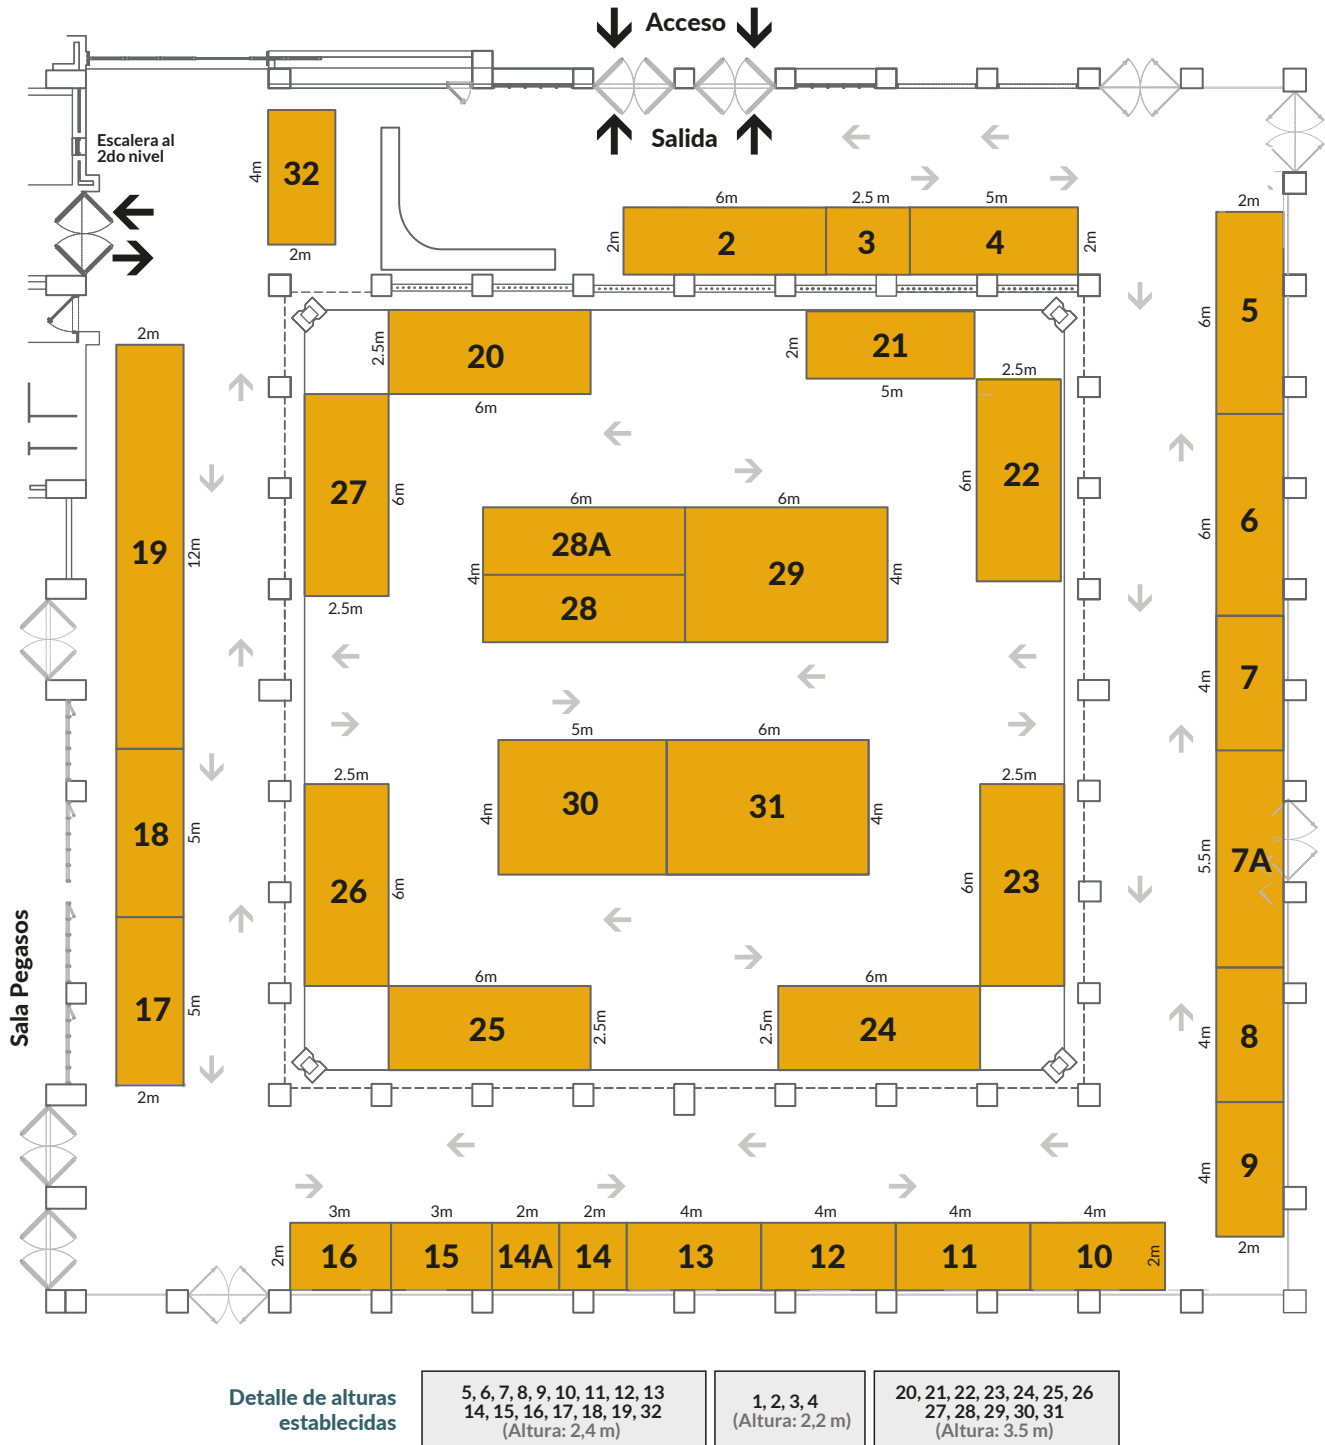 Acceso
Salida
Escalera al
2do nivel
4m
32
2m
6m
2.5 m
5m
2m
2
3
4
2m
2m
6m
5
2m
2.5m
20
6m
2m
21
5m
2.5m
6m
22
27
6m
2.5m
19
12m
6m
6m
28A
4m
28
29
4m
6m
6m
4m
7
5m
6m
4m
30
31
4m
2.5m
26
6m
2.5m
6m
23
18
5m
5.5m
7A
Sala Pegasos
17
5m
2m
6m
25
2.5m
6m
2.5m
24
4m
8
4m
9
2m
3m
3m
2m
2m
4m
4m
4m
4m
2m
16
15
14A
14
13
12
11
10
2m
Detalle de alturas
establecidas
5, 6, 7, 8, 9, 10, 11, 12, 13
14, 15, 16, 17, 18, 19, 32
(Altura: 2,4 m)
1, 2, 3, 4
(Altura: 2,2 m)
20, 21, 22, 23, 24, 25, 26
27, 28, 29, 30, 31
(Altura: 3.5 m)